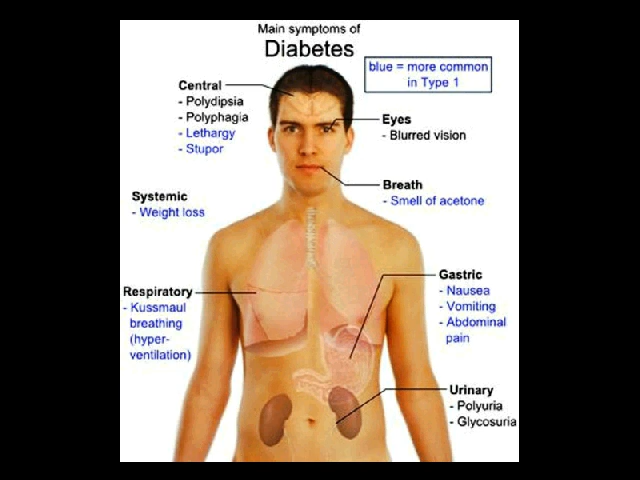 Main symptoms of
Diabetes
blue = more common
in Type 1
Central
- Polydipsia
- Polyphagia
- Lethargy
- Stupor
Eyes
- Blurred vision
Breath
- Smell of acetone
Systemic
- Weight loss
Respiratory
- Kussmaul
breathing
(hyper-
ventilation)
Gastric
- Nausea
- Vomiting
- Abdominal
pain
Urinary
- Polyuria
- Glycosuria